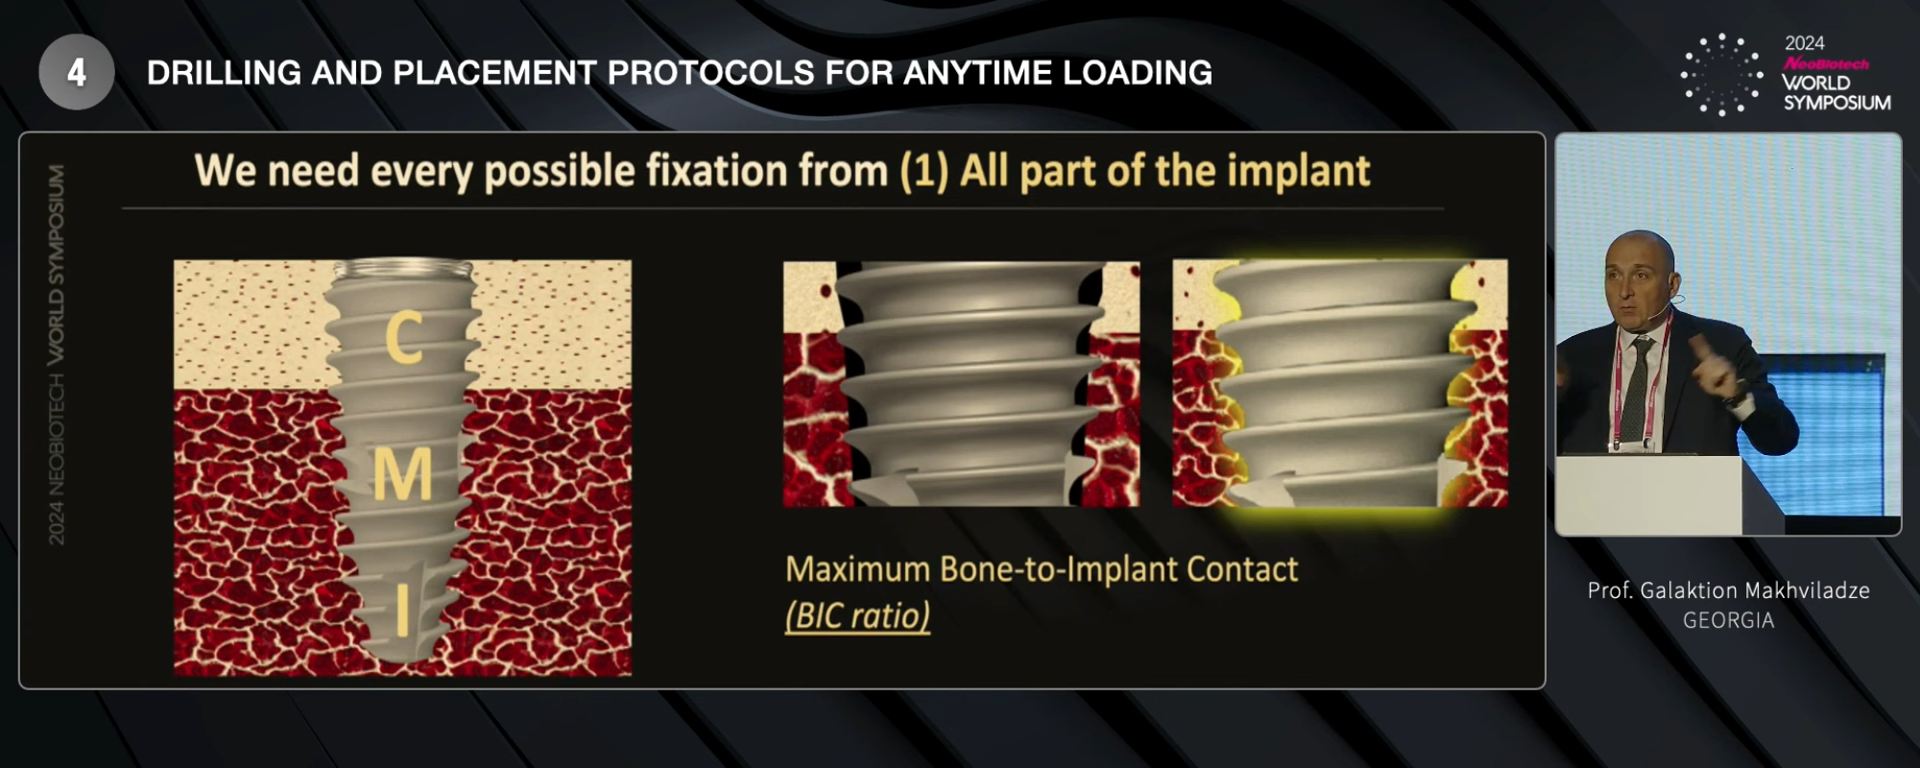 4
DRILLING AND PLACEMENT PROTOCOLS FOR ANYTIME LOADING
2024
NeoBiotech
WORLD
SYMPOSIUM
2024 NEOBIOTECH WORLD SYMPOSIUM
We need every possible fixation from (1) All part of the implant
C
M
I
Maximum Bone-to-Implant Contact
(BIC ratio)
Prof. Galaktion Makhviladze
GEORGIA